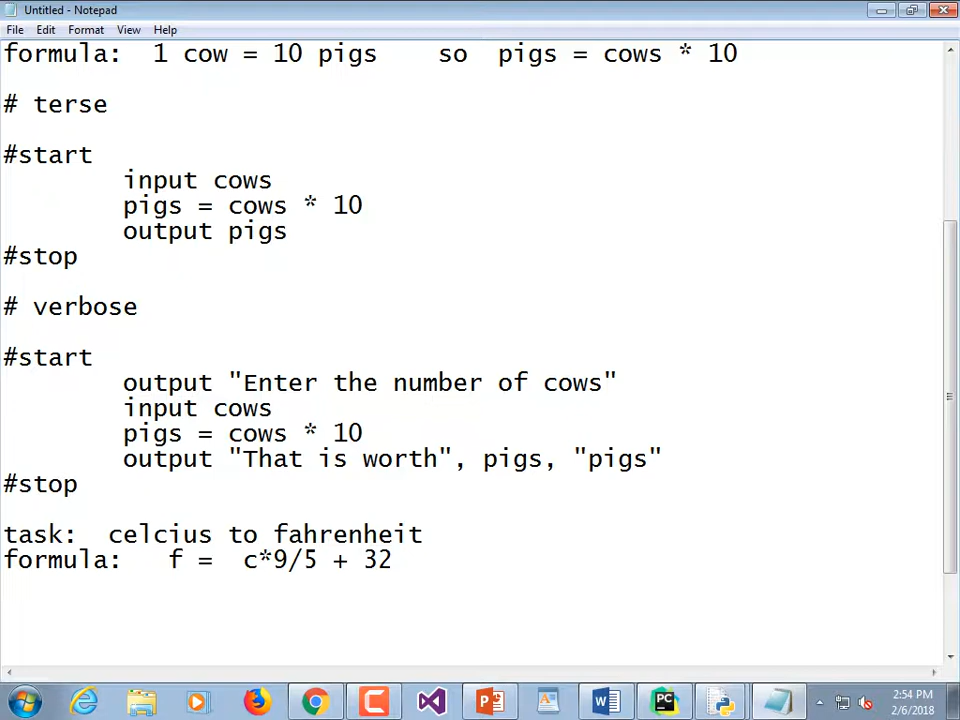 Untitled - Notepad
File Edit Format View Help
formula:  1 cow = 10 pigs    so  pigs = cows * 10
# terse
#start
        input cows
        pigs = cows * 10
        output pigs
#stop
# verbose
#start
        output "Enter the number of cows"
        input cows
        pigs = cows * 10
        output "That is worth", pigs, "pigs"
#stop
task:  celcius to fahrenheit
formula:   f =  c*9/5 + 32
2:54 PM
2/6/2018